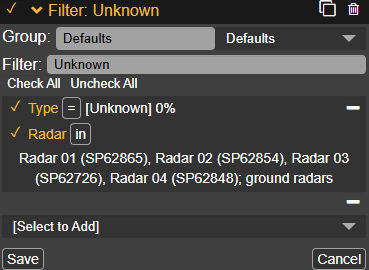 Filter: Unknown
Group: Defaults Defaults
Filter: Unknown
Check All Uncheck All
Type = [Unknown] 0%
Radar in
Radar 01 (SP62865), Radar 02 (SP62854), Radar 03
(SP62726), Radar 04 (SP62848); ground radars
[Select to Add]
Save Cancel